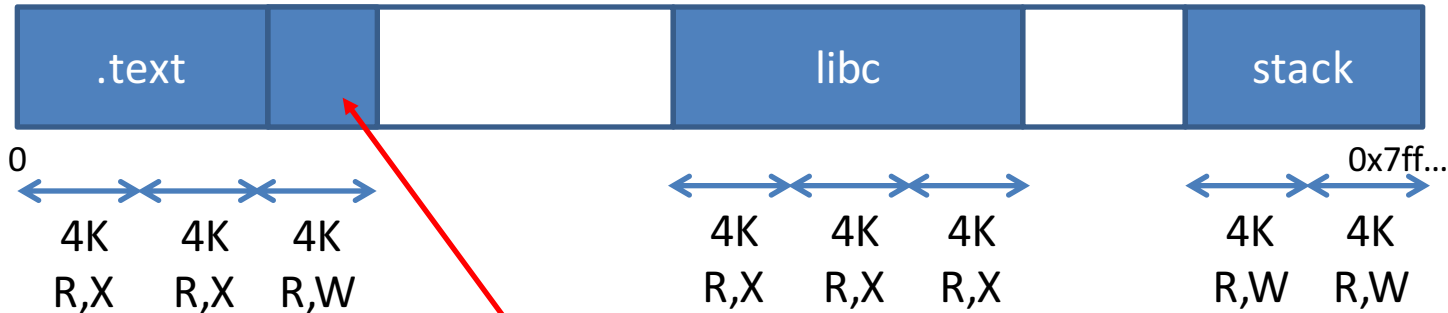 .text libc stack
0 0x7ff...
4K 4K 4K 4K 4K 4K 4K 4K
R,X R,X R,W R,X R,X R,X R,W R,W